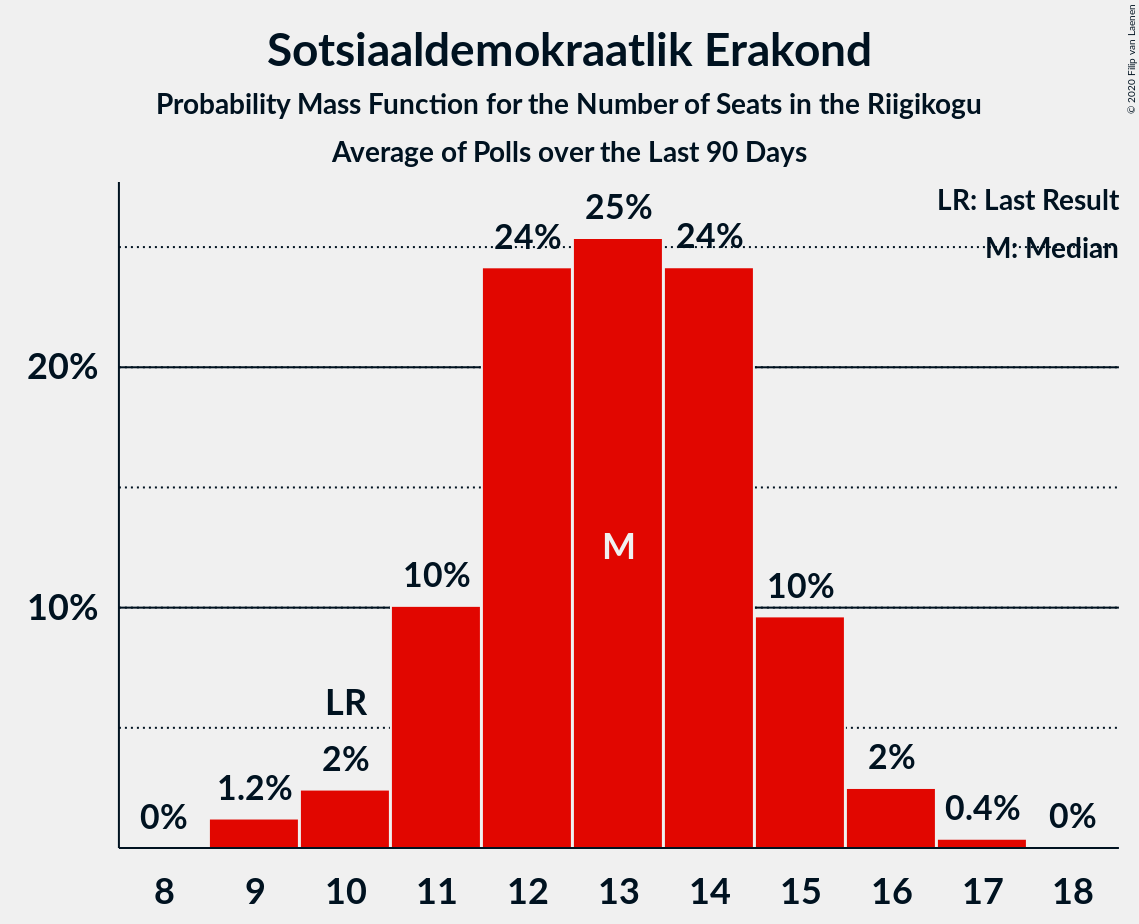 Sotsiaaldemokraatlik Erakond
Probability Mass Function for the Number of Seats in the Riigikogu
Average of Polls over the Last 90 Days
© 2020 Filip van Laenen
LR: Last Result
M: Median
25%
24%
24%
20%
M
10%
10%
10%
LR
2%
2%
1.2%
0.4%
0%
0%
8 9 10 11 12 13 14 15 16 17 18